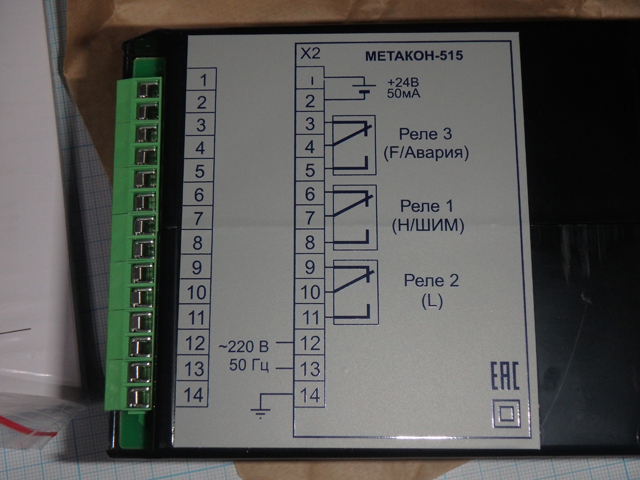 X2 МЕТАКОН-515
1 1 +24В
2 2 50мА
3 3
4 4 Реле 3
5 5 (F/Авария)
6 6
7 7 Реле 1
8 8 (Н/ШИМ)
9 9
10 10 Реле 2
11 11 (L)
12 ~220 В 12
13 50 Гц 13
14 14
EAC